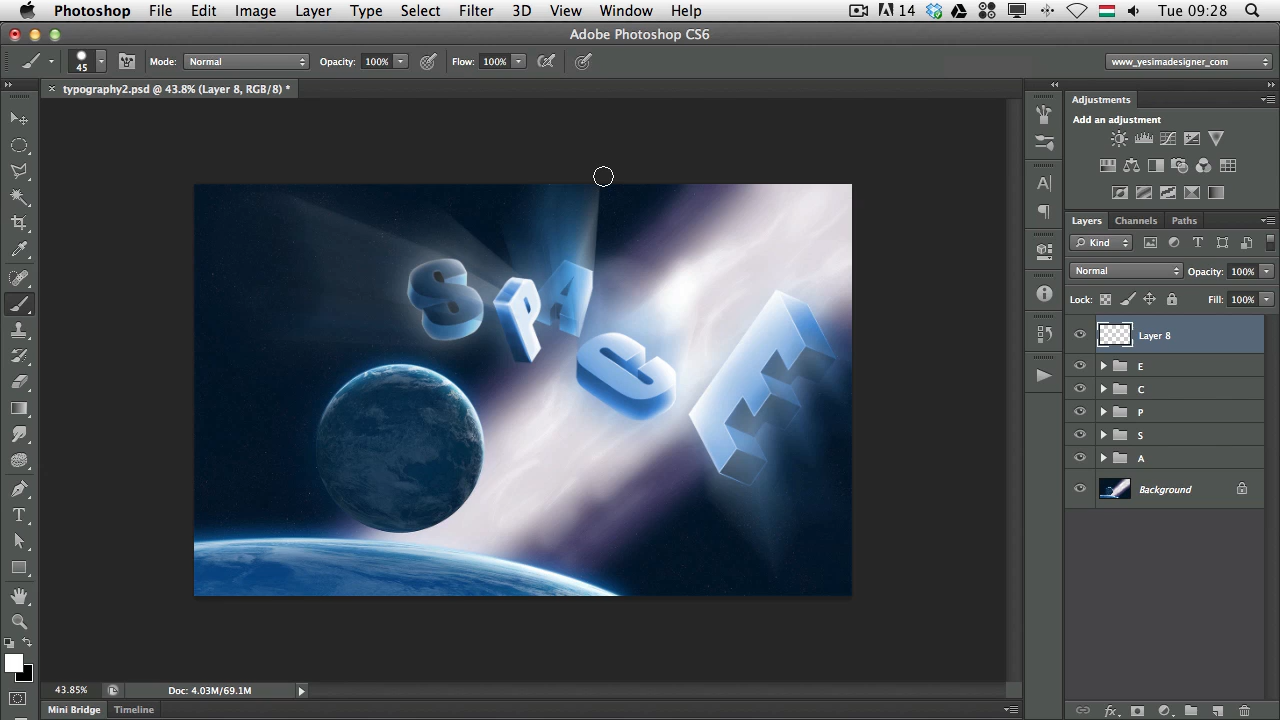 Photoshop File Edit Image Layer Type Select Filter 3D View Window Help 14 Tue 09:28
Adobe Photoshop CS6
45 Mode: Normal Opacity: 100% Flow: 100% www_yesimadesigner_com
typography2.psd @ 43.8% (Layer 8, RGB/8) *
Adjustments
Add an adjustment
Layers Channels Paths
Kind
Normal Opacity: 100%
Lock: Fill: 100%
Layer 8
E
C
P
S
A
Background
SPACE
43.85% Doc: 4.03M/69.1M
Mini Bridge Timeline